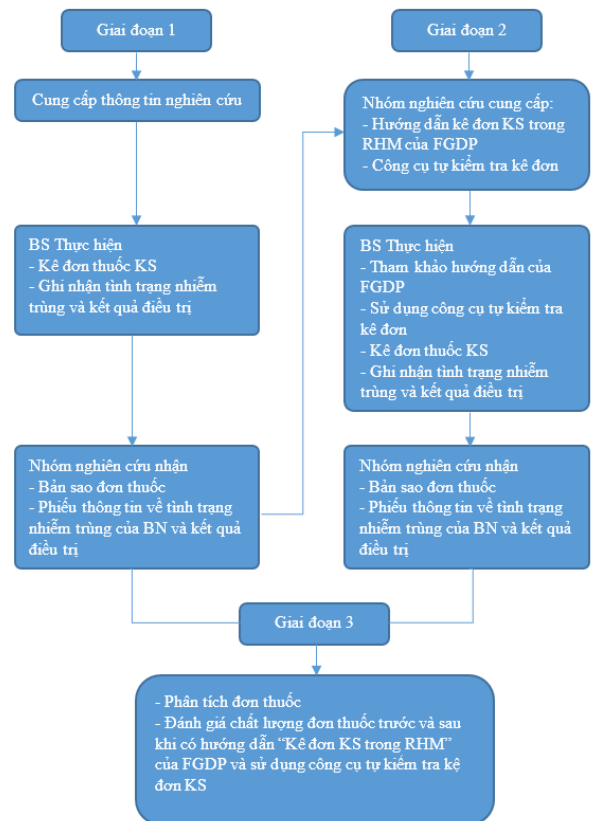 Giai đoạn 1
Cung cấp thông tin nghiên cứu
BS Thực hiện
- Kê đơn thuốc KS
- Ghi nhận tình trạng nhiễm
trùng và kết quả điều trị
Nhóm nghiên cứu nhận
- Bản sao đơn thuốc
- Phiếu thông tin về tình trạng
nhiễm trùng của BN và kết quả
điều trị
Giai đoạn 2
Nhóm nghiên cứu cung cấp:
- Hướng dẫn kê đơn KS trong
RHM của FGDP
- Công cụ tự kiểm tra kê đơn
BS Thực hiện
- Tham khảo hướng dẫn của
FGDP
- Sử dụng công cụ tự kiểm tra
kê đơn
- Kê đơn thuốc KS
- Ghi nhận tình trạng nhiễm
trùng và kết quả điều trị
Nhóm nghiên cứu nhận
- Bản sao đơn thuốc
- Phiếu thông tin về tình trạng
nhiễm trùng của BN và kết quả
điều trị
Giai đoạn 3
- Phân tích đơn thuốc
- Đánh giá chất lượng đơn thuốc trước và sau
khi có hướng dẫn “Kê đơn KS trong RHM”
của FGDP và sử dụng công cụ tự kiểm tra kệ
đơn KS